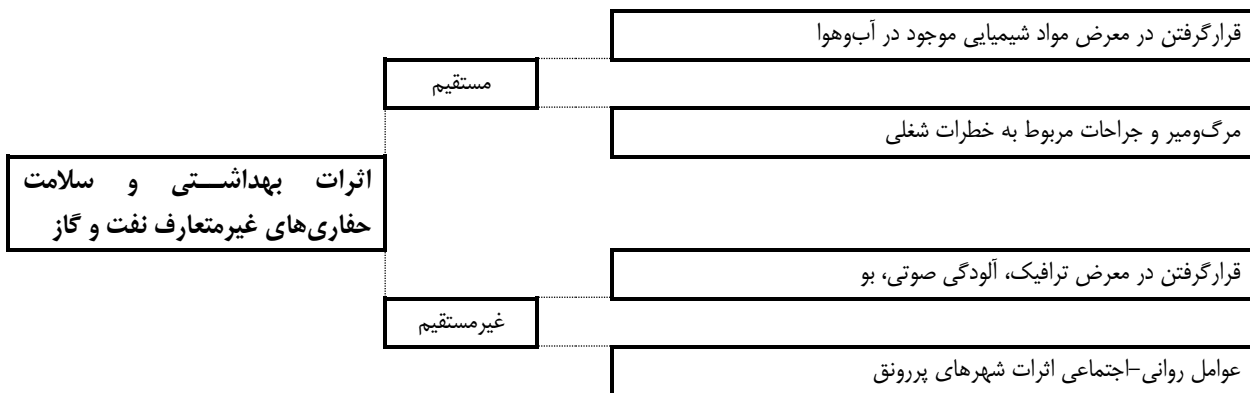 قرارگرفتن در معرض مواد شیمیایی موجود در آب‌وهوا
مستقیم
مرگ‌ومیر و جراحات مربوط به خطرات شغلی
اثرات بهداشتی و سلامت
حفاری‌های غیرمتعارف نفت و گاز
قرارگرفتن در معرض ترافیک، آلودگی صوتی، بو
غیرمستقیم
عوامل روانی-اجتماعی اثرات شهرهای پررونق